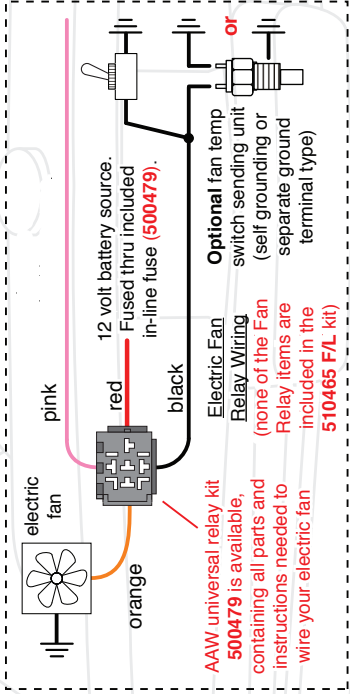 electric
fan
orange
pink
red
black
12 volt battery source.
Fused thru included
in-line fuse (500479).
AAW universal relay kit
500479 is available,
containing all parts and
instructions needed to
wire your electric fan
Electric Fan
Relay Wiring
(none of the Fan
Relay items are
included in the
510465 F/L kit)
Optional fan temp
switch sending unit
(self grounding or
separate ground
terminal type)
or